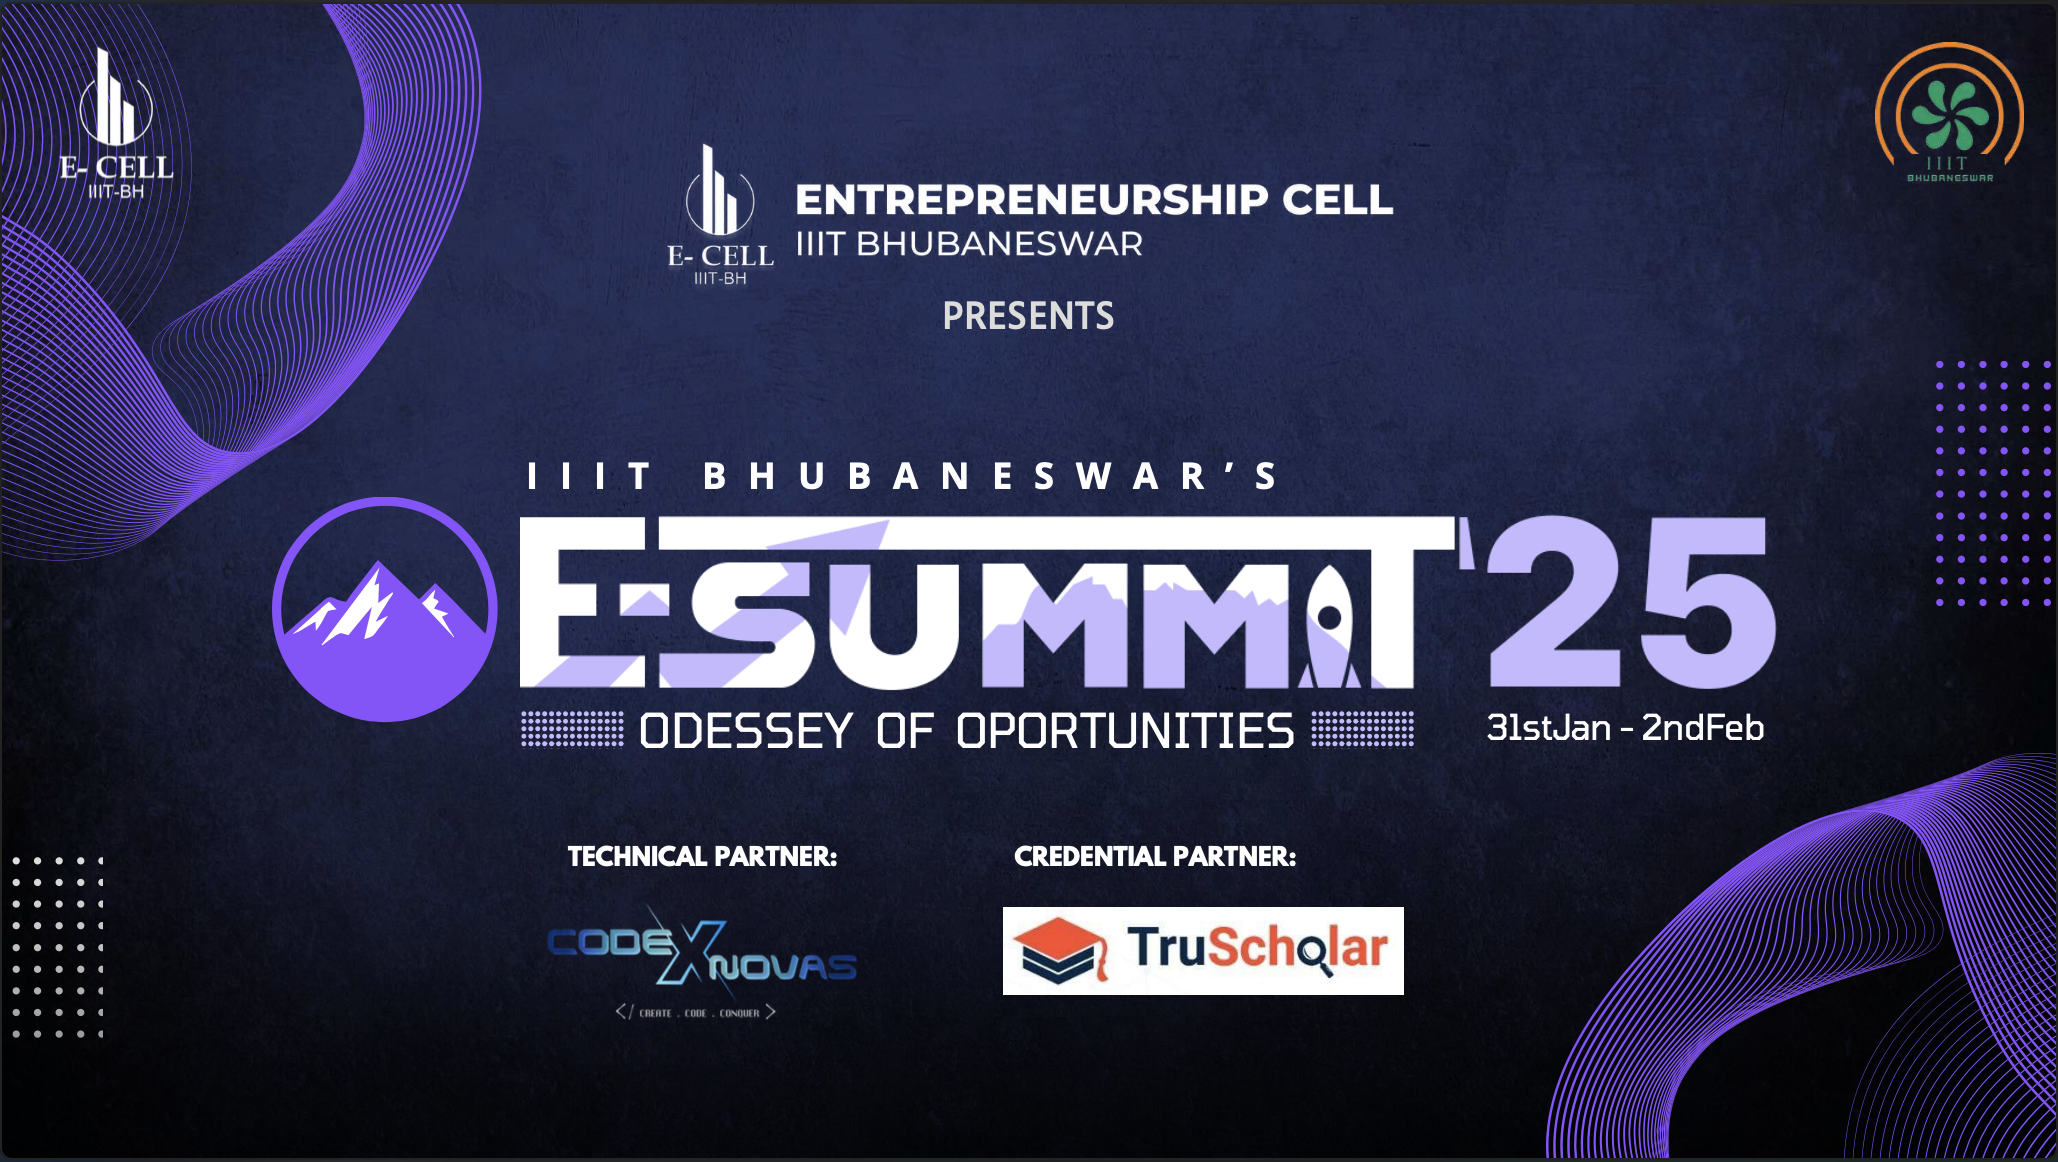 E- CELL
IIIT-BH
IIIT
BHUBANESWAR
E- CELL
IIIT-BH
ENTREPRENEURSHIP CELL
IIIT BHUBANESWAR
PRESENTS
IIIT BHUBANESWAR'S
E-SUMMIT'25
ODESSEY OF OPORTUNITIES
31stJan - 2ndFeb
TECHNICAL PARTNER:
CREDENTIAL PARTNER:
CODEXNOVAS
</ CREATE . CODE . CONQUER >
TruScholar